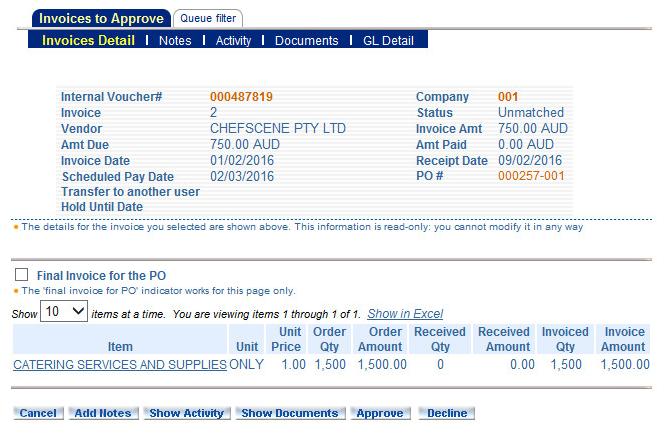 Invoices to Approve Queue filter
Invoices Detail | Notes | Activity | Documents | GL Detail
Internal Voucher# 000487819 Company 001
Invoice 2 Status Unmatched
Vendor CHEFSCENE PTY LTD Invoice Amt 750.00 AUD
Amt Due 750.00 AUD Amt Paid 0.00 AUD
Invoice Date 01/02/2016 Receipt Date 09/02/2016
Scheduled Pay Date 02/03/2016 PO # 000257-001
Transfer to another user
Hold Until Date
• The details for the invoice you selected are shown above. This information is read-only: you cannot modify it in any way
Final Invoice for the PO
• The 'final invoice for PO' indicator works for this page only.
Show 10 items at a time. You are viewing items 1 through 1 of 1. Show in Excel
Unit Order Order Received Received Invoiced Invoice
Item Unit Price Qty Amount Qty Amount Qty Amount
CATERING SERVICES AND SUPPLIES ONLY 1.00 1,500 1,500.00 0 0.00 1,500 1,500.00
Cancel Add Notes Show Activity Show Documents Approve Decline